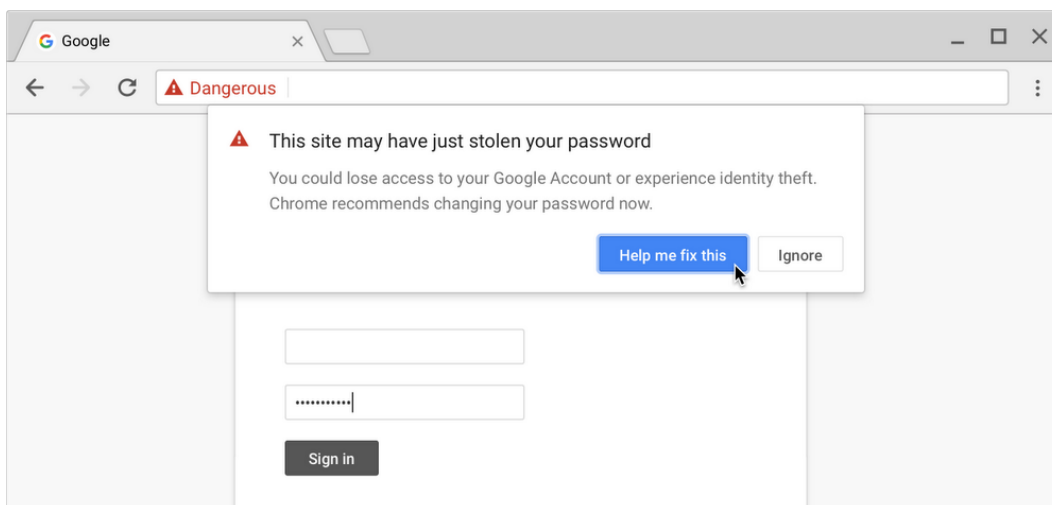 Google
Dangerous
This site may have just stolen your password
You could lose access to your Google Account or experience identity theft.
Chrome recommends changing your password now.
Help me fix this
Ignore
Sign in